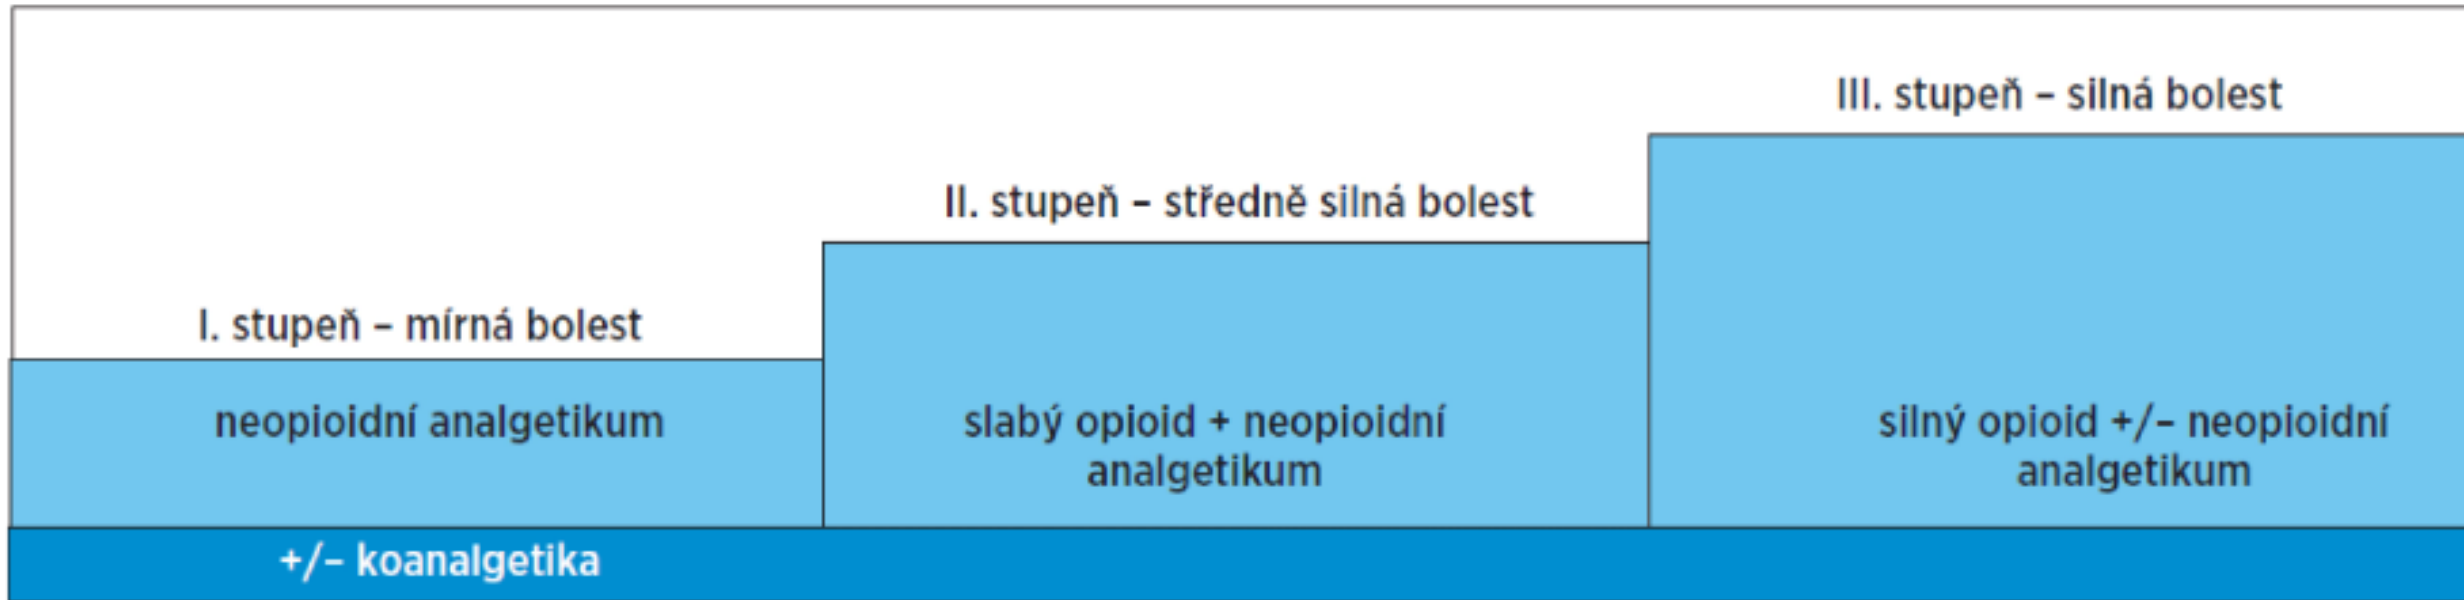 III. stupeň – silná bolest
II. stupeň – středně silná bolest
I. stupeň – mírná bolest
neopioidní analgetikum
slabý opioid + neopioidní
analgetikum
silný opioid +/– neopioidní
analgetikum
+/– koanalgetika